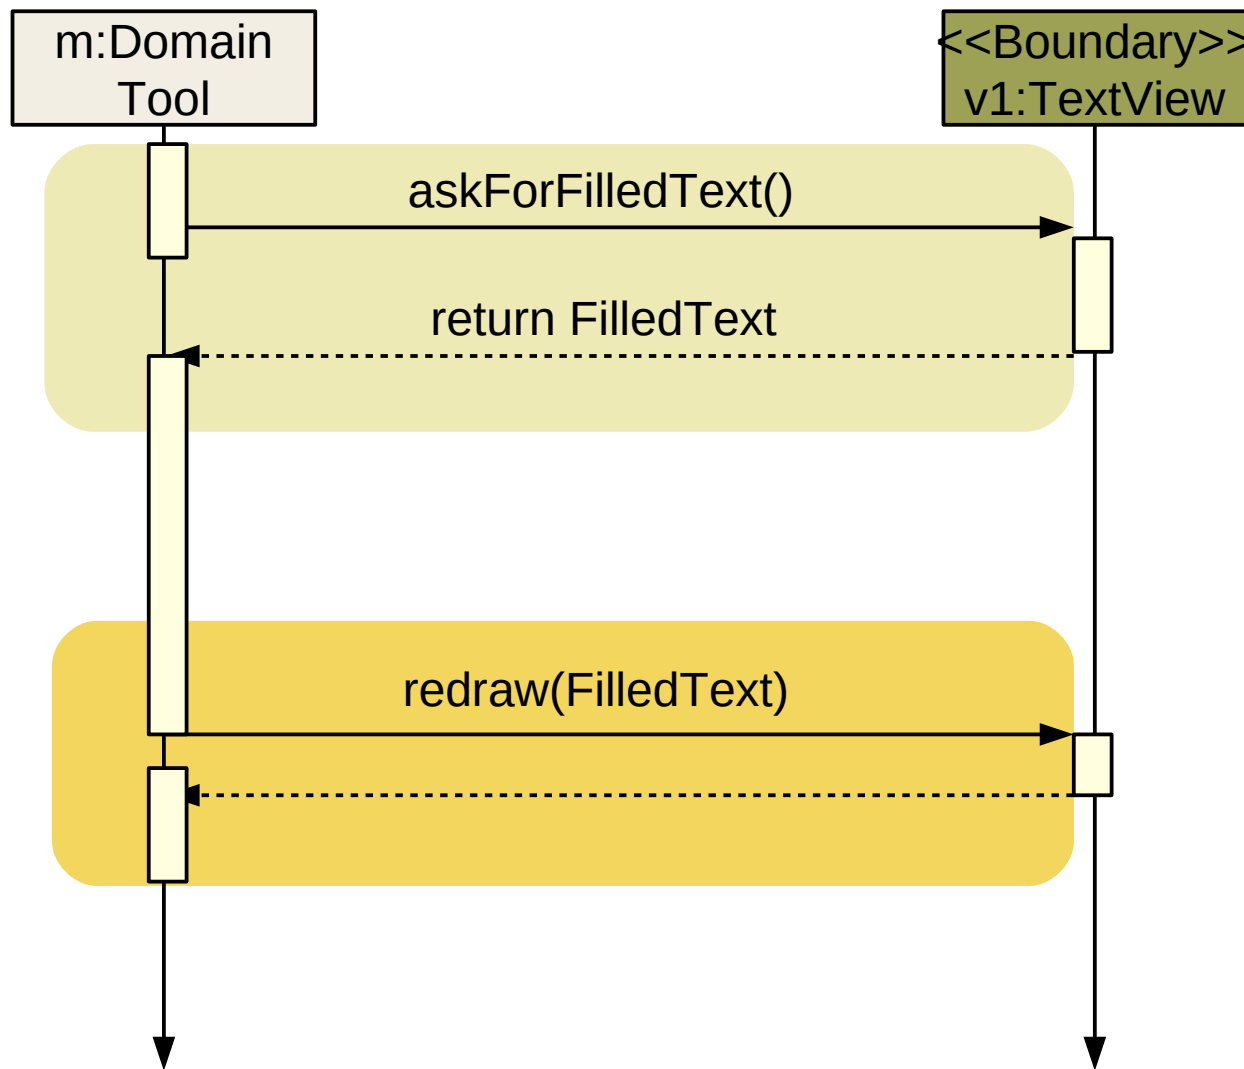 m:Domain
Tool
<<Boundary>>
v1:TextView
askForFilledText()
return FilledText
redraw(FilledText)